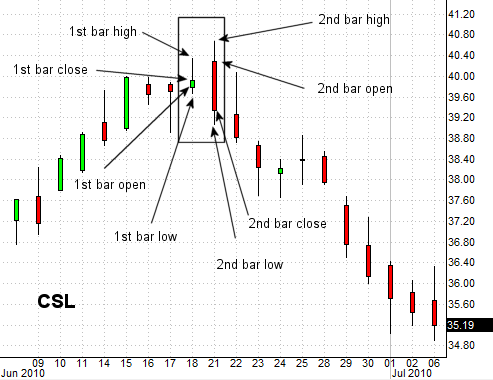 1st bar high
2nd bar high
1st bar close
2nd bar open
1st bar open
1st bar low
2nd bar close
2nd bar low
CSL
41.20
40.80
40.40
40.00
39.60
39.20
38.80
38.40
38.00
37.60
37.20
36.80
36.40
36.00
35.60
35.19
34.80
09 10 11 14 15 16 17 18 21 22 23 24 25 28 29 30 01 02 06
Jun 2010 Jul 2010